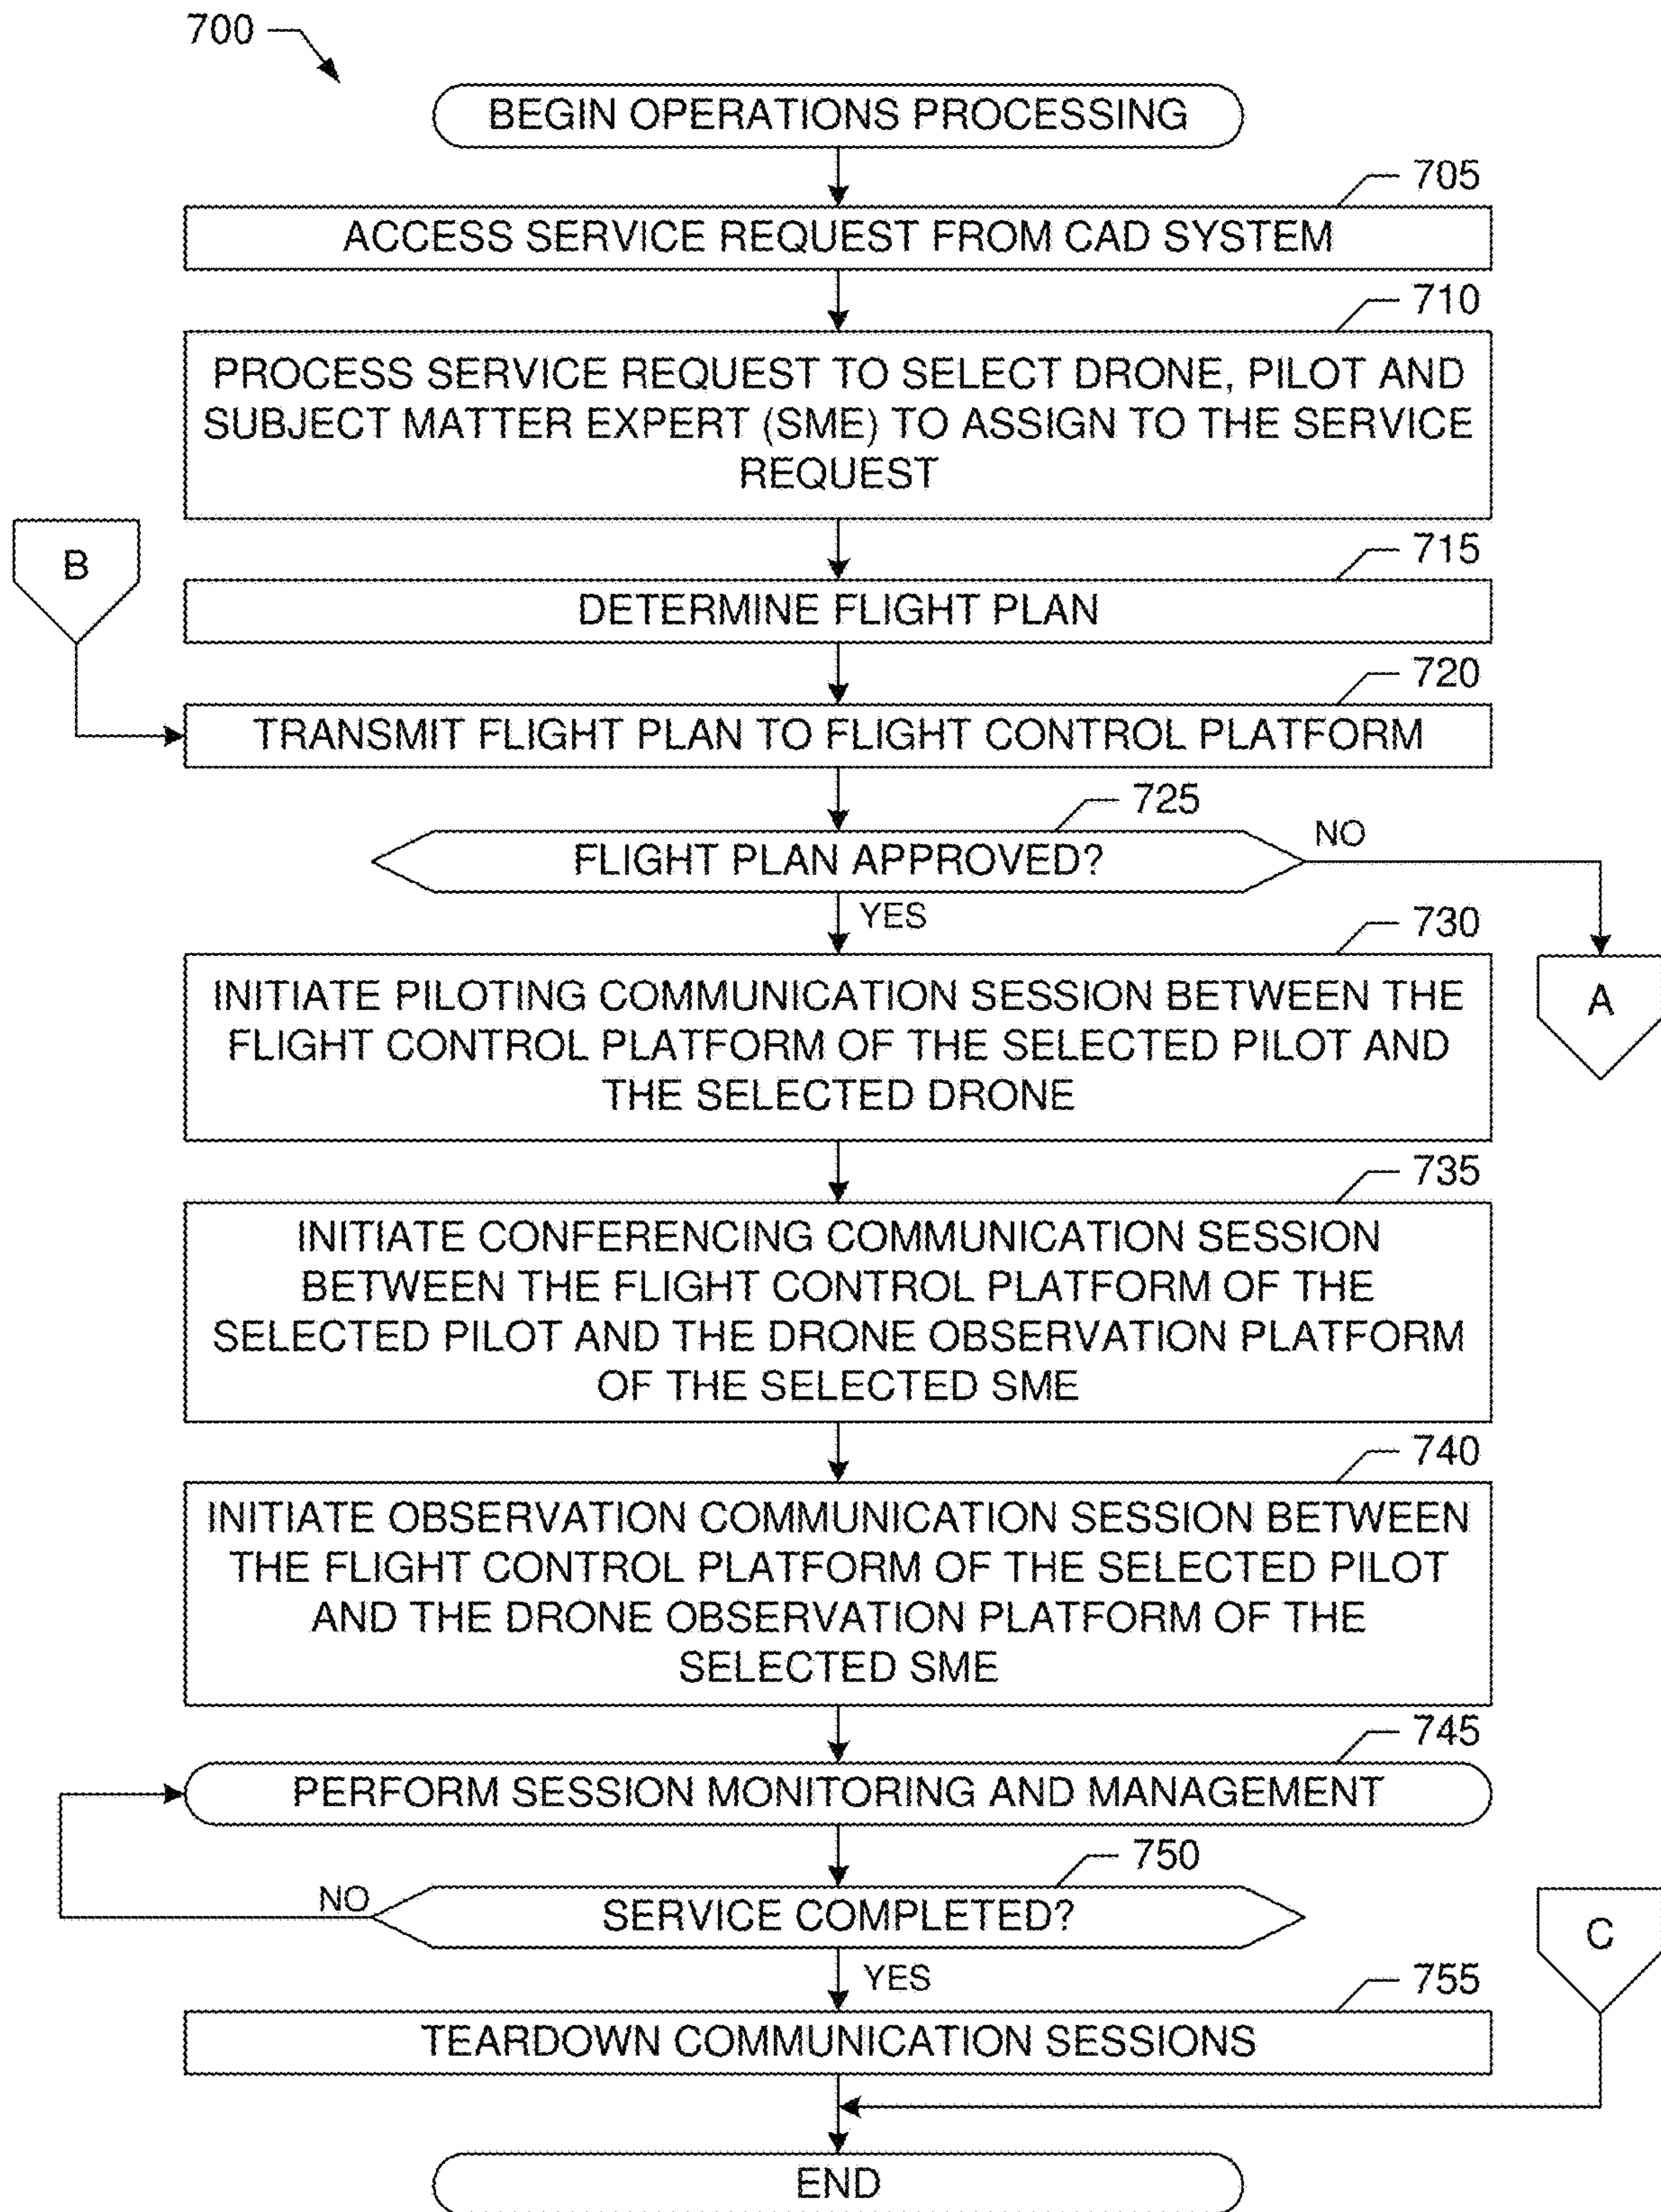 700
BEGIN OPERATIONS PROCESSING
705
ACCESS SERVICE REQUEST FROM CAD SYSTEM
710
PROCESS SERVICE REQUEST TO SELECT DRONE, PILOT AND
SUBJECT MATTER EXPERT (SME) TO ASSIGN TO THE SERVICE
REQUEST
B
715
DETERMINE FLIGHT PLAN
720
TRANSMIT FLIGHT PLAN TO FLIGHT CONTROL PLATFORM
725
FLIGHT PLAN APPROVED?
NO
YES
A
730
INITIATE PILOTING COMMUNICATION SESSION BETWEEN THE
FLIGHT CONTROL PLATFORM OF THE SELECTED PILOT AND
THE SELECTED DRONE
735
INITIATE CONFERENCING COMMUNICATION SESSION
BETWEEN THE FLIGHT CONTROL PLATFORM OF THE
SELECTED PILOT AND THE DRONE OBSERVATION PLATFORM
OF THE SELECTED SME
740
INITIATE OBSERVATION COMMUNICATION SESSION BETWEEN
THE FLIGHT CONTROL PLATFORM OF THE SELECTED PILOT
AND THE DRONE OBSERVATION PLATFORM OF THE
SELECTED SME
745
PERFORM SESSION MONITORING AND MANAGEMENT
750
NO
SERVICE COMPLETED?
C
YES
755
TEARDOWN COMMUNICATION SESSIONS
END